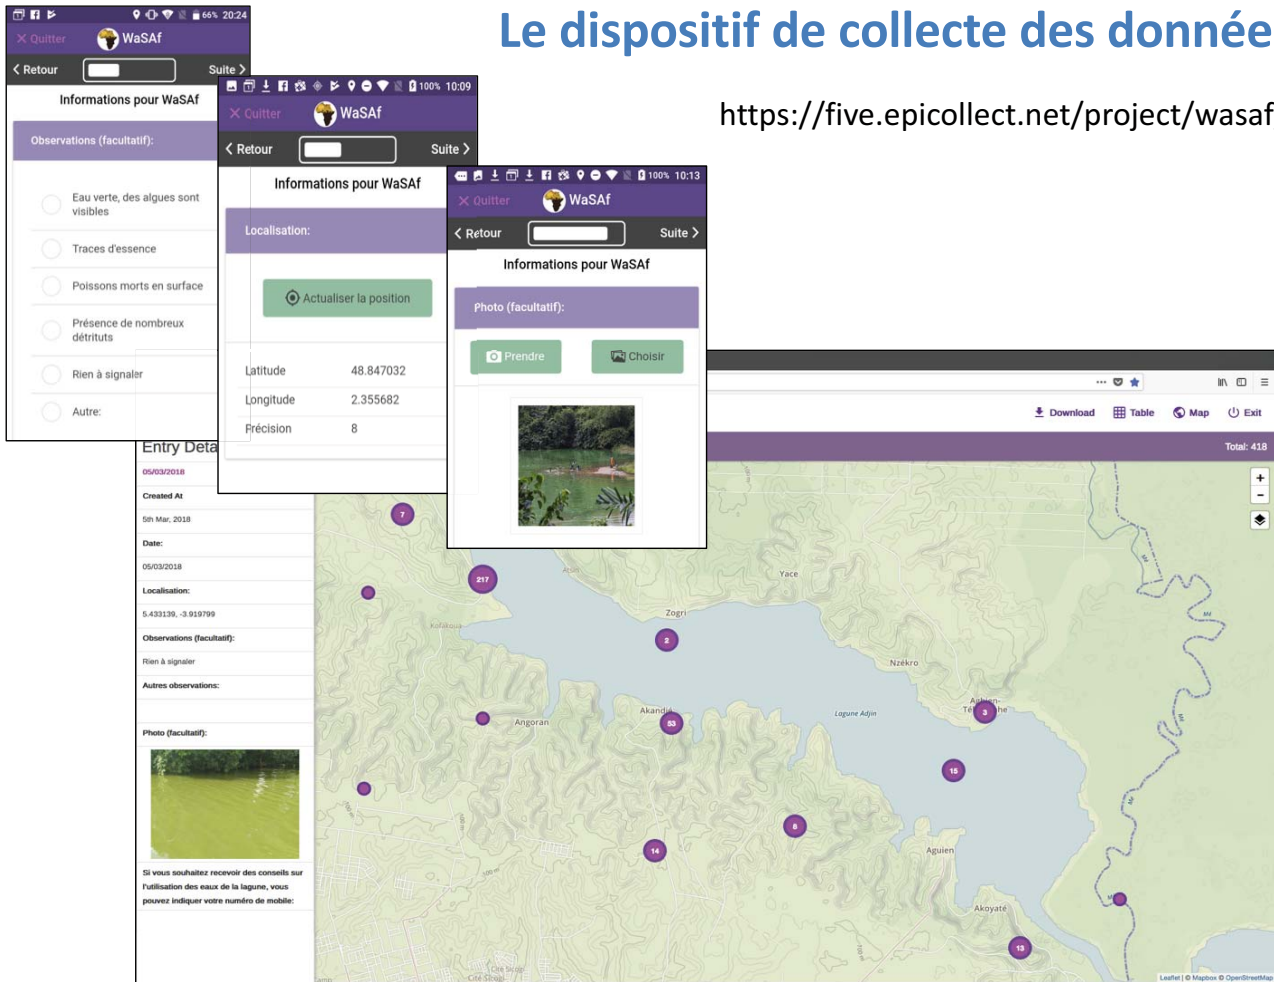 Le dispositif de collecte des donnée
https://five.epicollect.net/project/wasaf
66% 20:24
× Quitter WaSAf
< Retour Suite >
Informations pour WaSAf
Observations (facultatif):
Eau verte, des algues sont
visibles
Traces d'essence
Poissons morts en surface
Présence de nombreux
détrituts
Rien à signaler
Autre:
100% 10:09
× Quitter WaSAf
< Retour Suite >
Informations pour WaSAf
Localisation:
Actualiser la position
Latitude 48.847032
Longitude 2.355682
Précision 8
100% 10:13
× Quitter WaSAf
< Retour Suite >
Informations pour WaSAf
Photo (facultatif):
Prendre Choisir
Download Table Map Exit
Total: 418
Entry Deta
05/03/2018
Created At
5th Mar, 2018
Date:
05/03/2018
Localisation:
5.433139, -3.919799
Observations (facultatif):
Rien à signaler
Autres observations:
Photo (facultatif):
Si vous souhaitez recevoir des conseils sur
l'utilisation des eaux de la lagune, vous
pouvez indiquer votre numéro de mobile:
+
-
7
217
Yace
Zogri
2
Kofakoua
Nzékro
Akandjé
53
3
Lagune Adjin
Angoran
15
6
14
Aguien
Akoyaté
13
Cité Sicogi
Leaflet | © Mapbox © OpenStreetMap